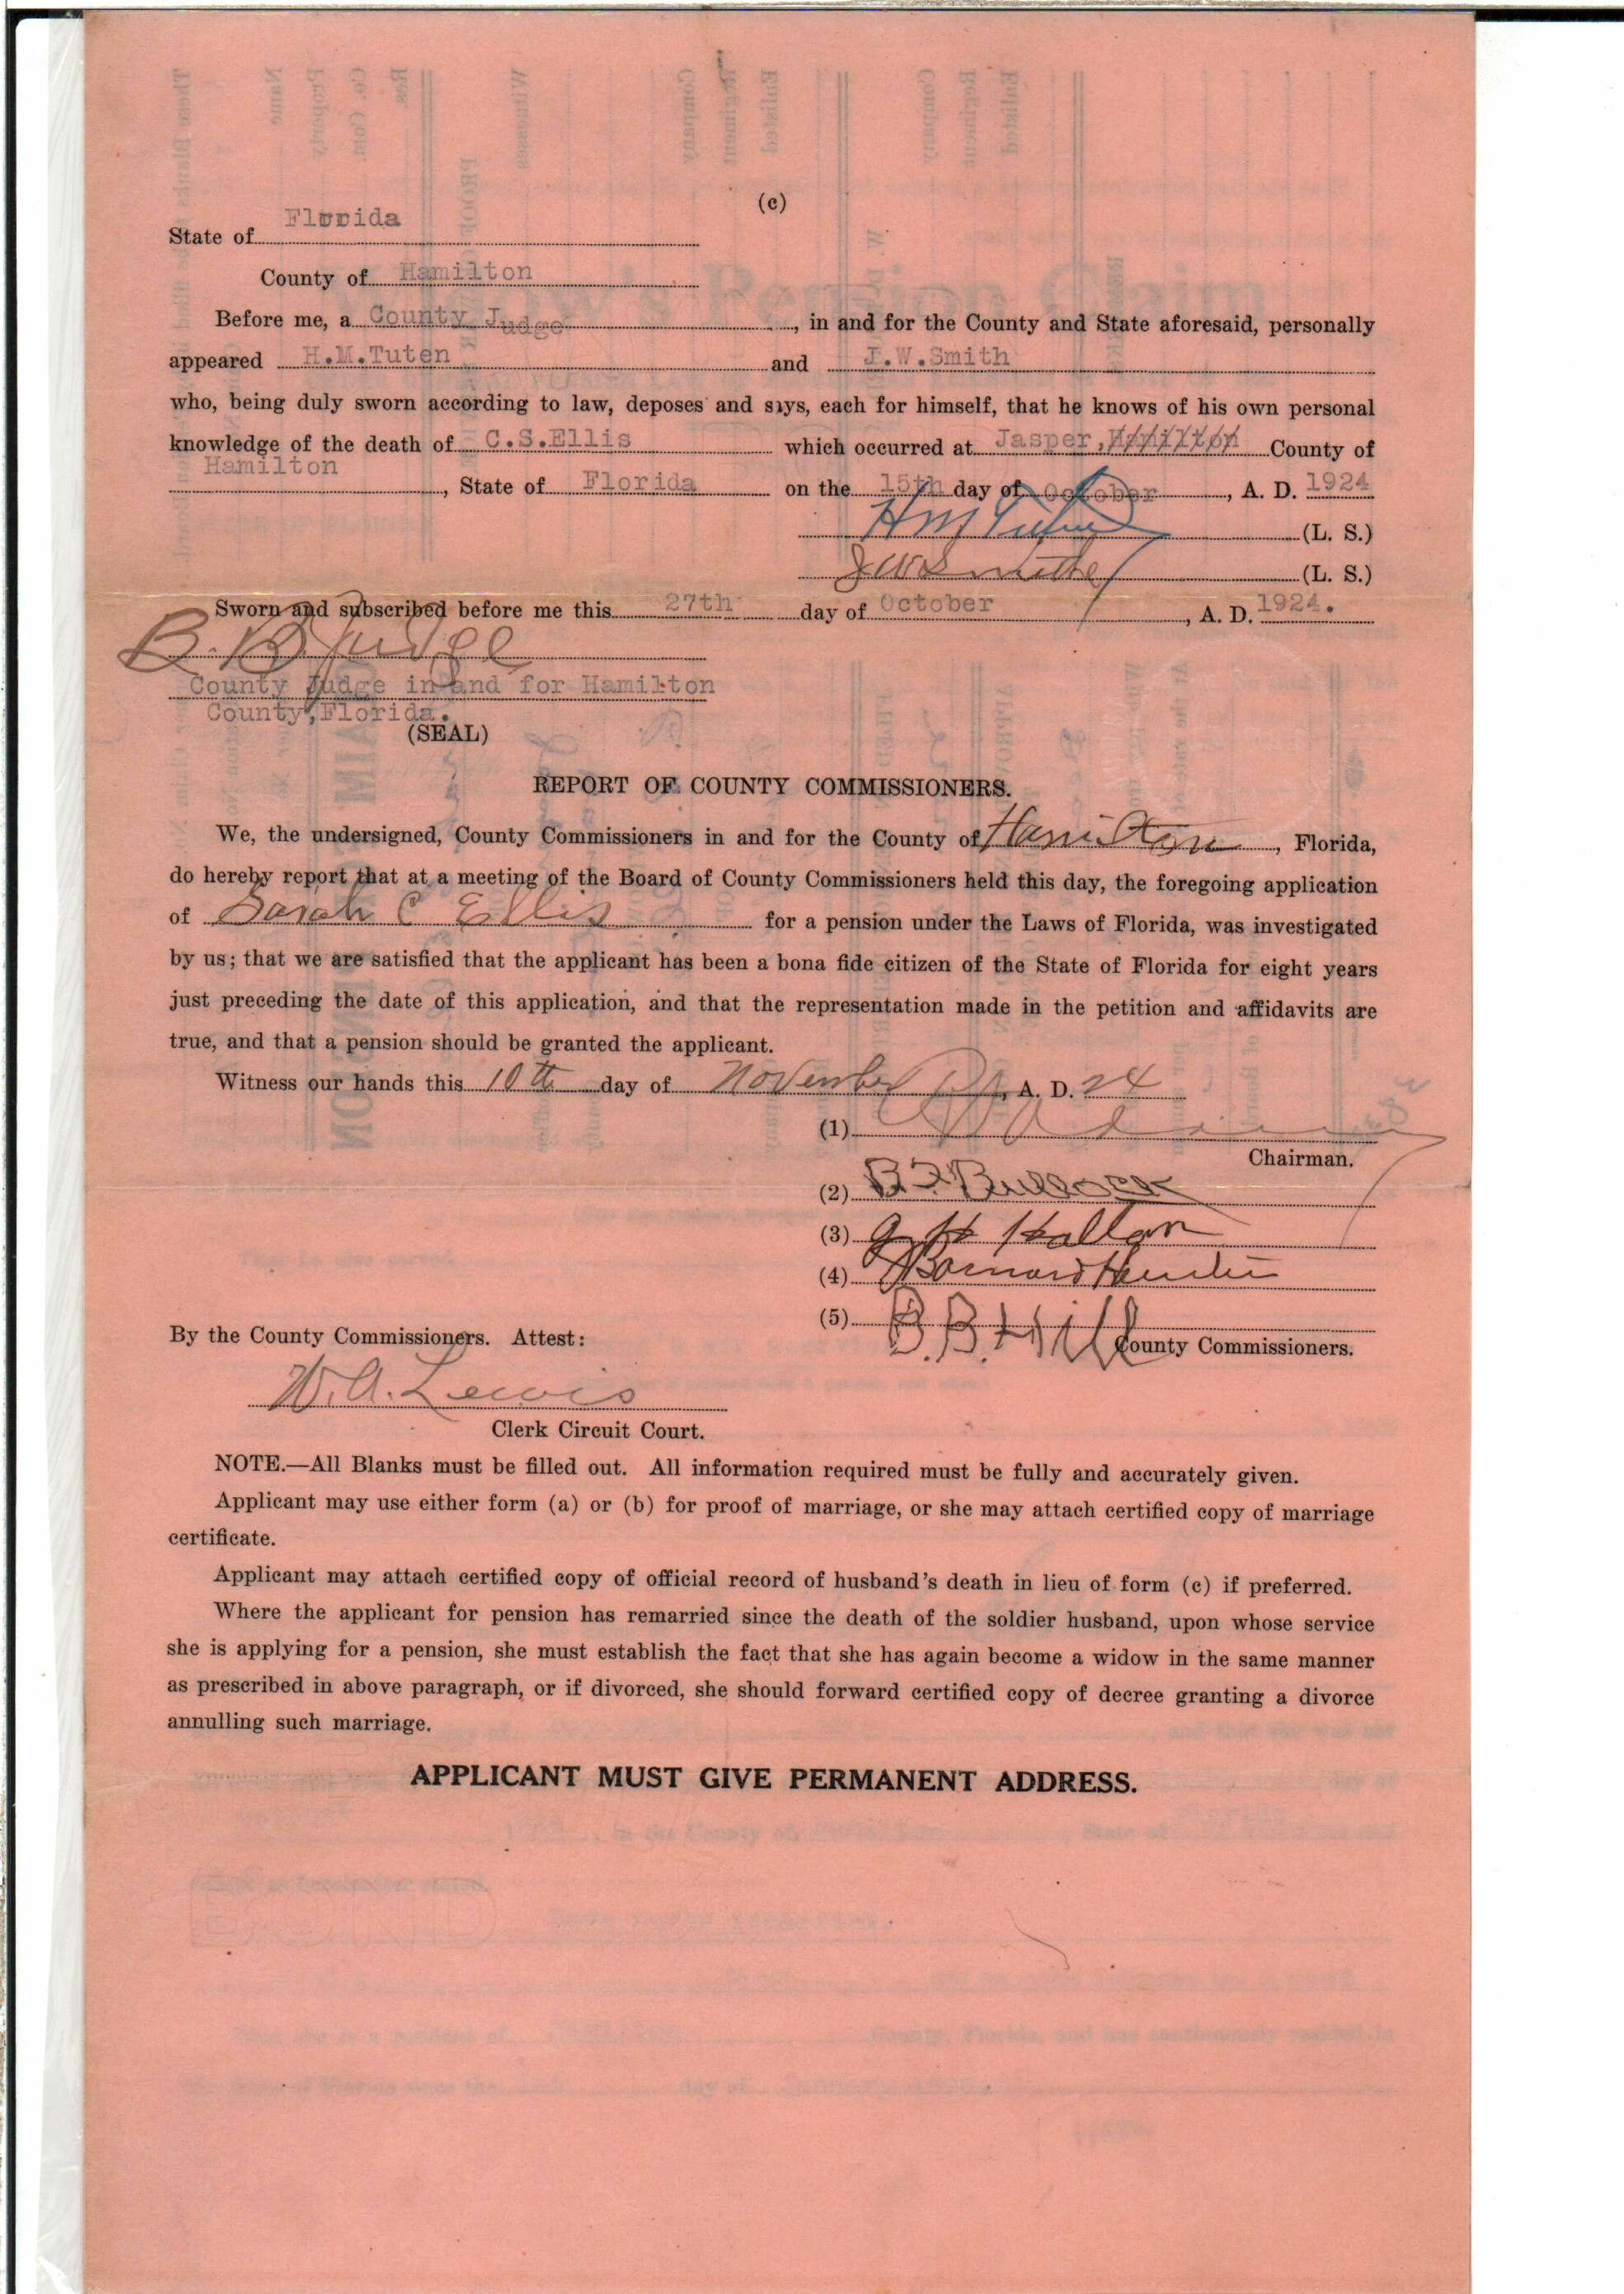 (c)
Florida
State of
County of Hamilton
Before me, a County Judge, in and for the County and State aforesaid, personally
appeared H.M.Tuten and J.W.Smith
who, being duly sworn according to law, deposes and says, each for himself, that he knows of his own personal
knowledge of the death of C.S.Ellis which occurred at Jasper, County of
Hamilton, State of Florida on the 15th day of October, A. D. 1924
H M Tuten (L. S.)
J W Smith (L. S.)
Sworn and subscribed before me this 27th day of October, A. D. 1924.
County Judge in and for Hamilton
County, Florida.
(SEAL)
REPORT OF COUNTY COMMISSIONERS.
We, the undersigned, County Commissioners in and for the County of Hamilton, Florida,
do hereby report that at a meeting of the Board of County Commissioners held this day, the foregoing application
of Sarah C Ellis for a pension under the Laws of Florida, was investigated
by us; that we are satisfied that the applicant has been a bona fide citizen of the State of Florida for eight years
just preceding the date of this application, and that the representation made in the petition and affidavits are
true, and that a pension should be granted the applicant.
Witness our hands this 10th day of November, A. D. 24
(1)
Chairman.
(2) B. F. Bullock
(3)
(4)
(5) B. B. Hill
County Commissioners.
By the County Commissioners. Attest:
W. A. Lewis
Clerk Circuit Court.
NOTE.—All Blanks must be filled out. All information required must be fully and accurately given.
Applicant may use either form (a) or (b) for proof of marriage, or she may attach certified copy of marriage
certificate.
Applicant may attach certified copy of official record of husband's death in lieu of form (c) if preferred.
Where the applicant for pension has remarried since the death of the soldier husband, upon whose service
she is applying for a pension, she must establish the fact that she has again become a widow in the same manner
as prescribed in above paragraph, or if divorced, she should forward certified copy of decree granting a divorce
annulling such marriage.
APPLICANT MUST GIVE PERMANENT ADDRESS.